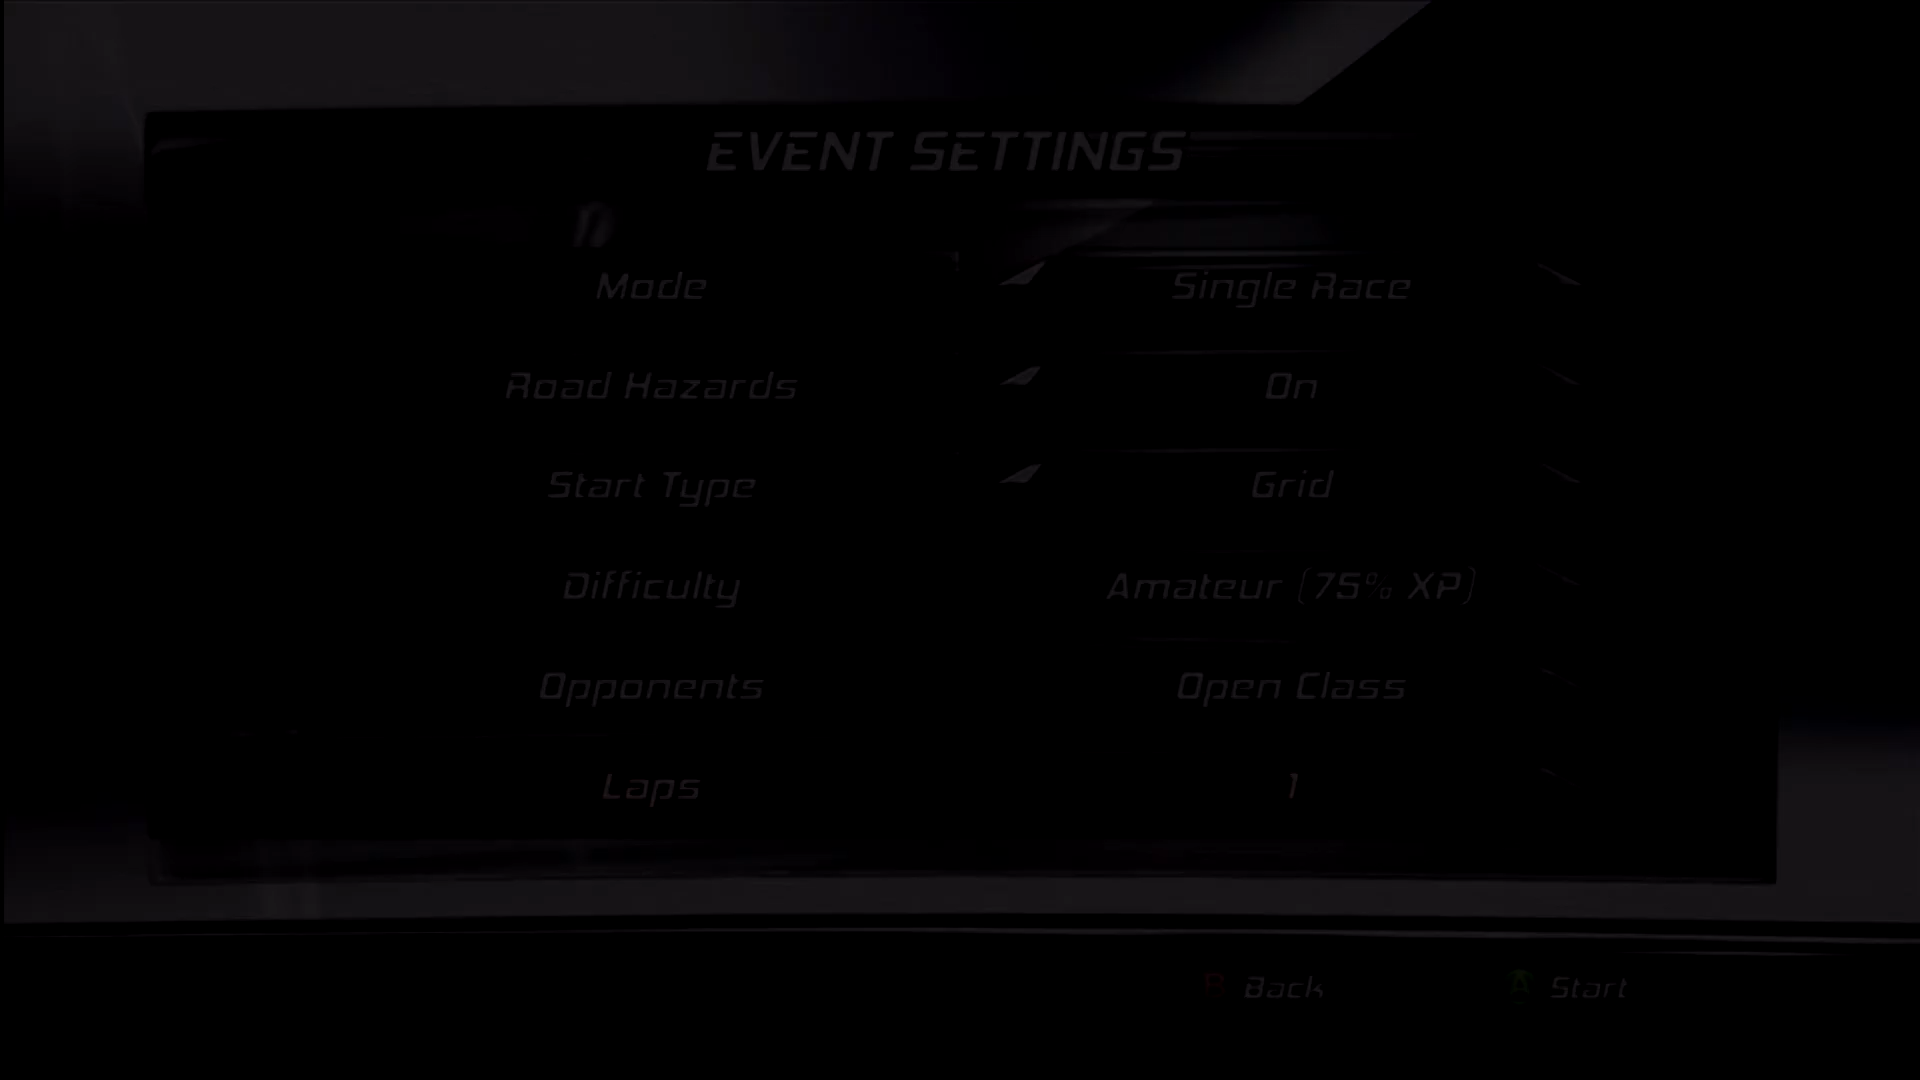 EVENT SETTINGS
Mode Single Race
Road Hazards On
Start Type Grid
Difficulty Amateur (75% XP)
Opponents Open Class
Laps 1
B Back A Start